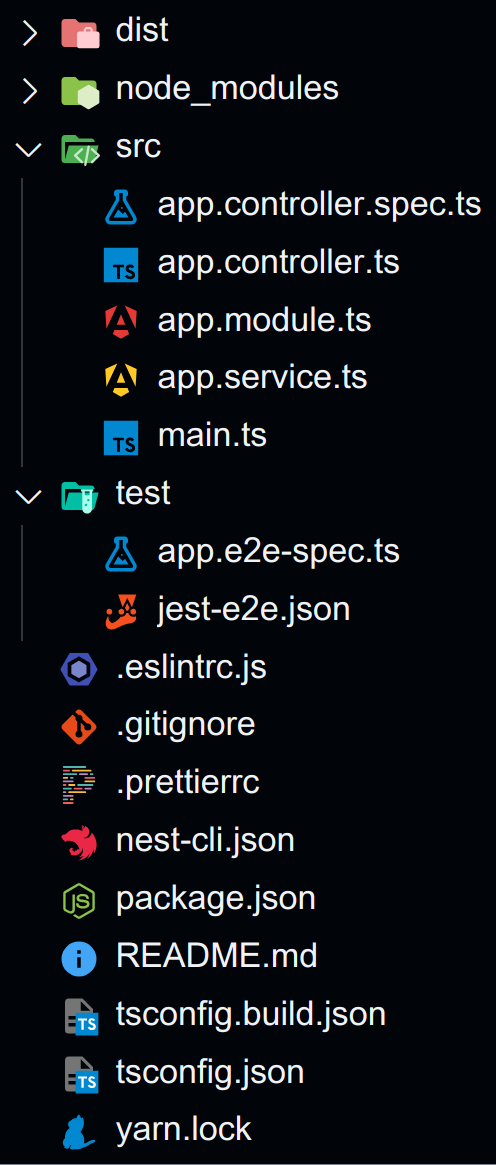 dist
node_modules
src
app.controller.spec.ts
app.controller.ts
app.module.ts
app.service.ts
main.ts
test
app.e2e-spec.ts
jest-e2e.json
.eslintrc.js
.gitignore
.prettierrc
nest-cli.json
package.json
README.md
tsconfig.build.json
tsconfig.json
yarn.lock